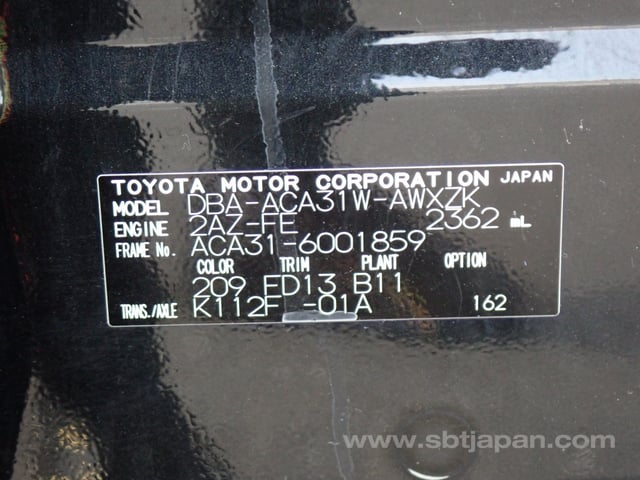 TOYOTA MOTOR CORPORATION JAPAN
MODEL DBA-ACA31W-AWXZK
ENGINE 2AZ-FE 2362 mL
FRAME No. ACA31-6001859
COLOR TRIM PLANT OPTION
209 FD13 B11
TRANS./AXLE K112F -01A 162
www.sbtjapan.com